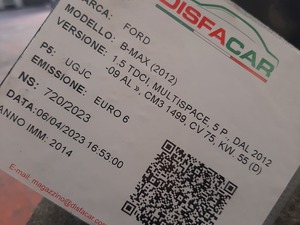 DISFACAR
MARCA: FORD
MODELLO: B-MAX (2012)
VERSIONE: 1.5 TDCI, MULTISPACE, 5 P., DAL 2012
-09 AL », CM3 1499, CV 75, KW. 55 (D)
P5: UGJC
EMISSIONE: EURO 6
NS: 720/2023
DATA:06/04/2023 16:53:00
ANNO IMM: 2014
E-mail: magazzino@disfacar